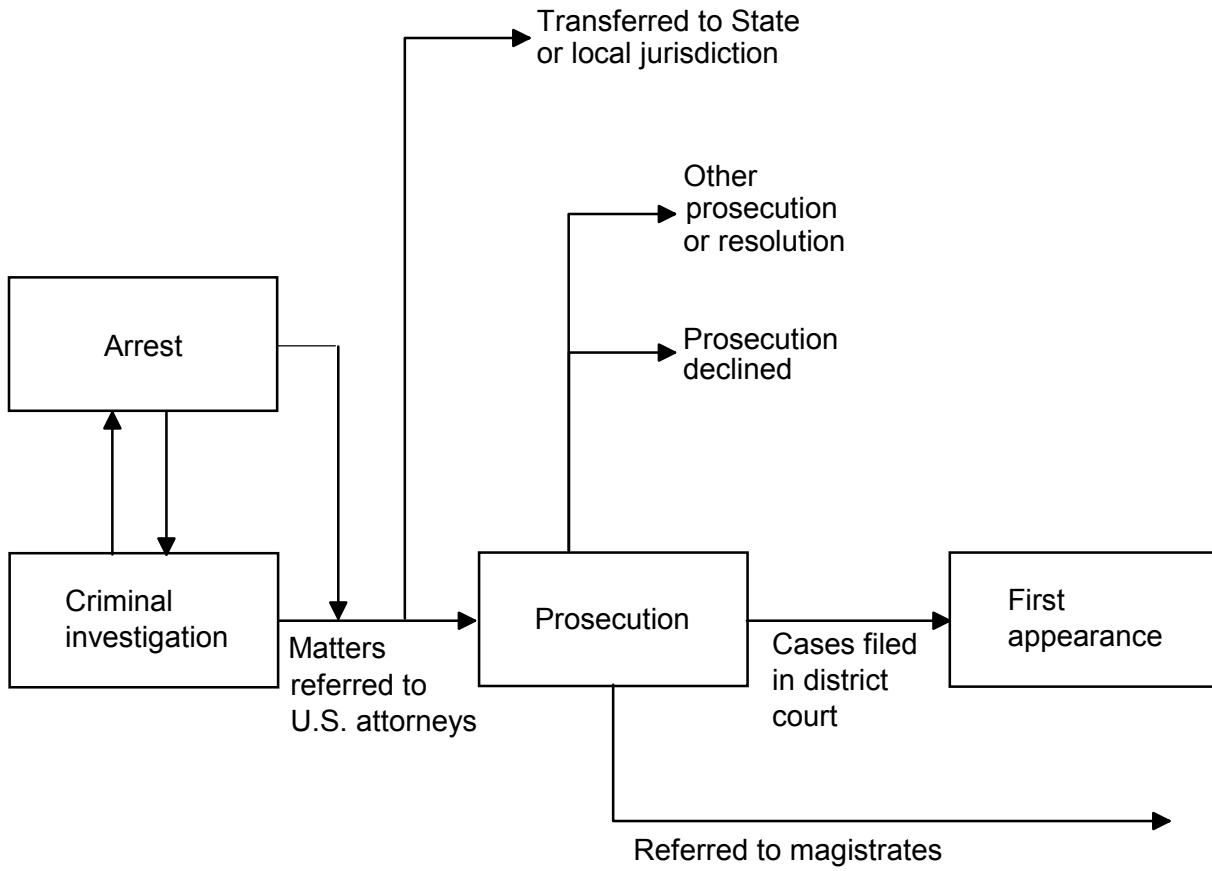 Transferred to State
or local jurisdiction
Other
prosecution
or resolution
Arrest
Prosecution
declined
Criminal
investigation
Matters
referred to
U.S. attorneys
Prosecution
Cases filed
in district
court
First
appearance
Referred to magistrates